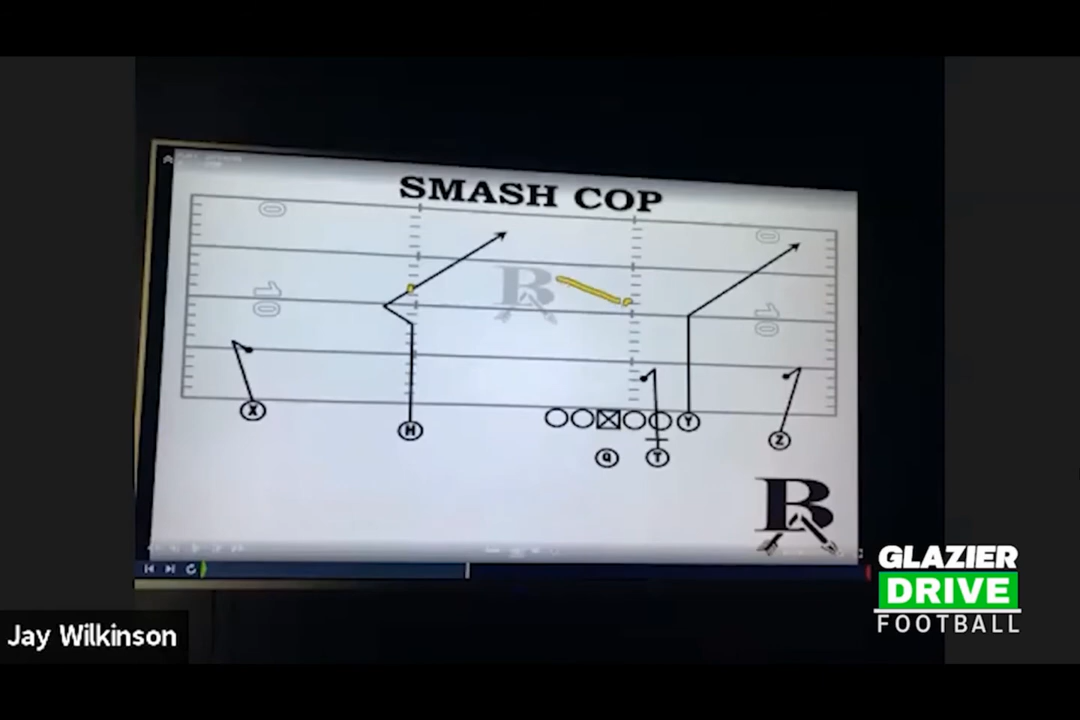 SMASH COP
0
0
B
10
10
X
H
Y
Z
Q
T
B
GLAZIER
DRIVE
FOOTBALL
Jay Wilkinson